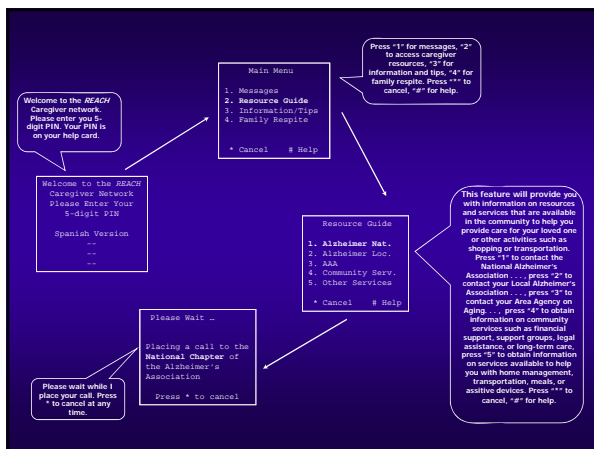 Welcome to the REACH
Caregiver network.
Please enter you 5-
digit PIN. Your PIN is
on your help card.
Welcome to the REACH
Caregiver Network
Please Enter Your
5-digit PIN
Spanish Version
--
--
--
Main Menu
1. Messages
2. Resource Guide
3. Information/Tips
4. Family Respite
* Cancel # Help
Press "1" for messages, "2"
to access caregiver
resources, "3" for
information and tips, "4" for
family respite. Press "*" to
cancel, "#" for help.
Resource Guide
1. Alzheimer Nat.
2. Alzheimer Loc.
3. AAA
4. Community Serv.
5. Other Services
* Cancel # Help
This feature will provide you
with information on resources
and services that are available
in the community to help you
provide care for your loved one
or other activities such as
shopping or transportation.
Press "1" to contact the
National Alzheimer's
Association . . . , press "2" to
contact your Local Alzheimer's
Association . . . , press "3" to
contact your Area Agency on
Aging. . . , press "4" to obtain
information on community
services such as financial
support, support groups, legal
assistance, or long-term care,
press "5" to obtain information
on services available to help
you with home management,
transportation, meals, or
assitive devices. Press "*" to
cancel, "#" for help.
Please Wait …
Placing a call to the
National Chapter of
the Alzheimer's
Association
Press * to cancel
Please wait while I
place your call. Press
* to cancel at any
time.